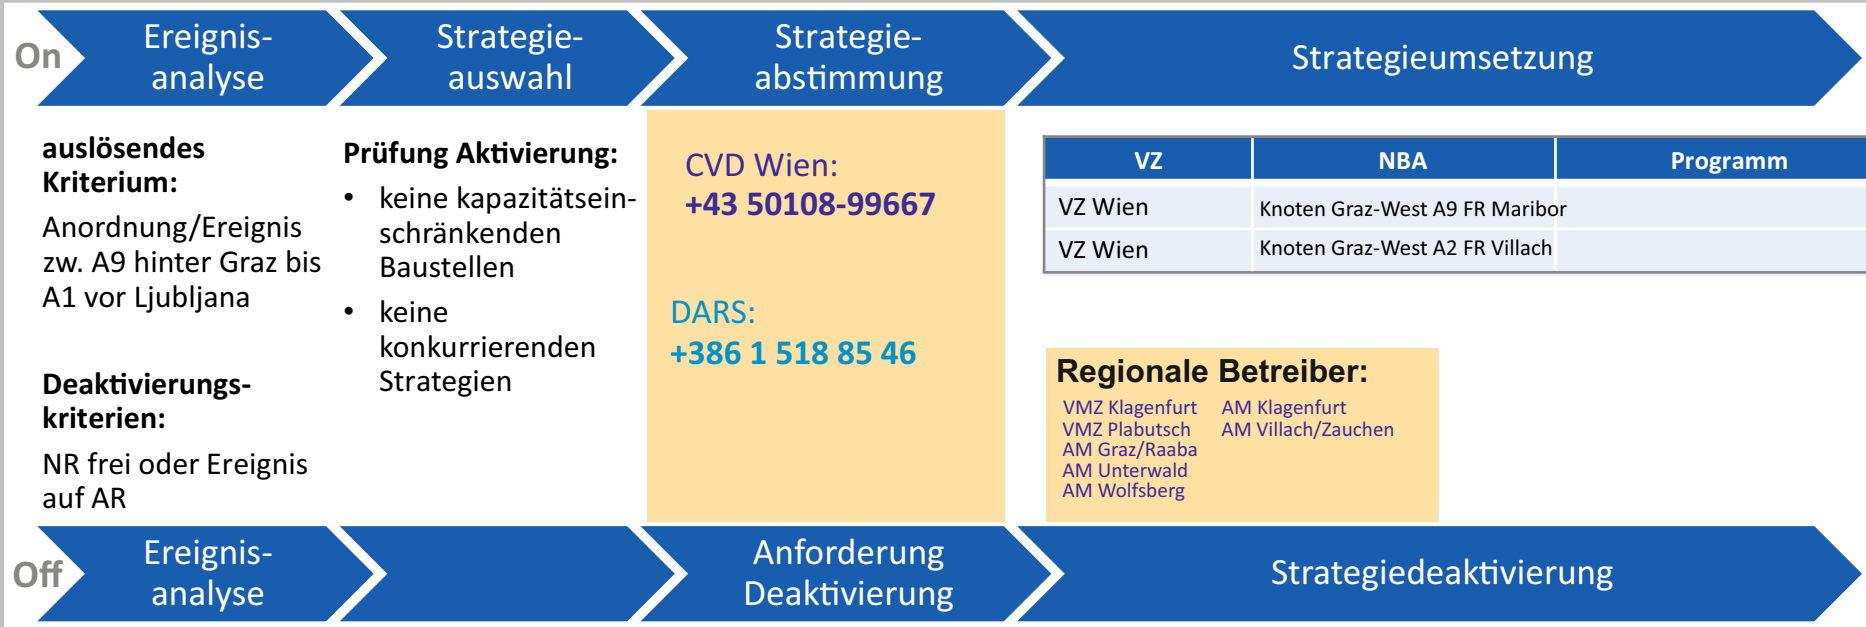 On
Ereignis-
analyse
Strategie-
auswahl
Strategie-
abstimmung
Strategieumsetzung
auslösendes
Kriterium:
Anordnung/Ereignis
zw. A9 hinter Graz bis
A1 vor Ljubljana
Deaktivierungs-
kriterien:
NR frei oder Ereignis
auf AR
Prüfung Aktivierung:
• keine kapazitätsein-
schränkenden
Baustellen
• keine
konkurrierenden
Strategien
CVD Wien:
+43 50108-99667
DARS:
+386 1 518 85 46
VZ NBA Programm
VZ Wien Knoten Graz-West A9 FR Maribor
VZ Wien Knoten Graz-West A2 FR Villach
Regionale Betreiber:
VMZ Klagenfurt AM Klagenfurt
VMZ Plabutsch AM Villach/Zauchen
AM Graz/Raaba
AM Unterwald
AM Wolfsberg
Off
Ereignis-
analyse
Anforderung
Deaktivierung
Strategiedeaktivierung